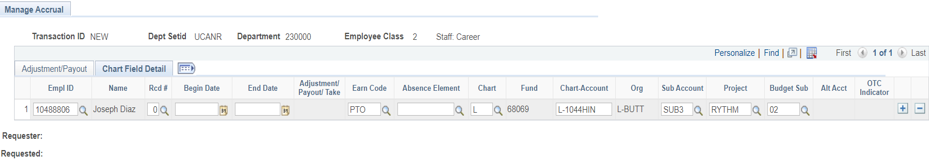 Manage Accrual
Transaction ID NEW Dept Setid UCANR Department 230000 Employee Class 2 Staff: Career
Personalize | Find | | First 1 of 1 Last
Adjustment/Payout Chart Field Detail
Empl ID Name Rcd # Begin Date End Date Adjustment/ Payout/ Take Earn Code Absence Element Chart Fund Chart-Account Org Sub Account Project Budget Sub Alt Acct OTC Indicator
1 10488806 Joseph Diaz 0 PTO L 68069 L-1044HIN L-BUTT SUB3 RYTHM 02
Requester:
Requested: